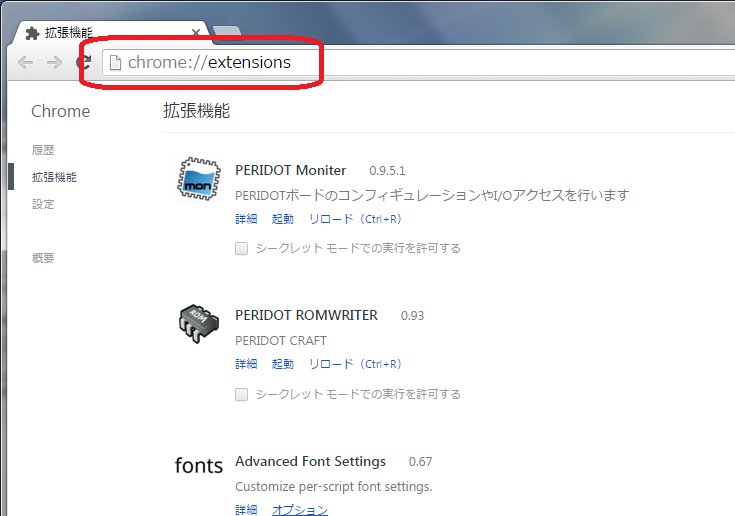 拡張機能
chrome://extensions
Chrome
拡張機能
履歴
拡張機能
設定
概要
mon
PERIDOT Moniter 0.9.5.1
PERIDOTボードのコンフィギュレーションやI/Oアクセスを行います
詳細 起動 リロード（Ctrl+R）
シークレット モードでの実行を許可する
ROM
PERIDOT ROMWRITER 0.93
PERIDOT CRAFT
詳細 起動 リロード（Ctrl+R）
シークレット モードでの実行を許可する
fonts
Advanced Font Settings 0.67
Customize per-script font settings.
詳細 オプション